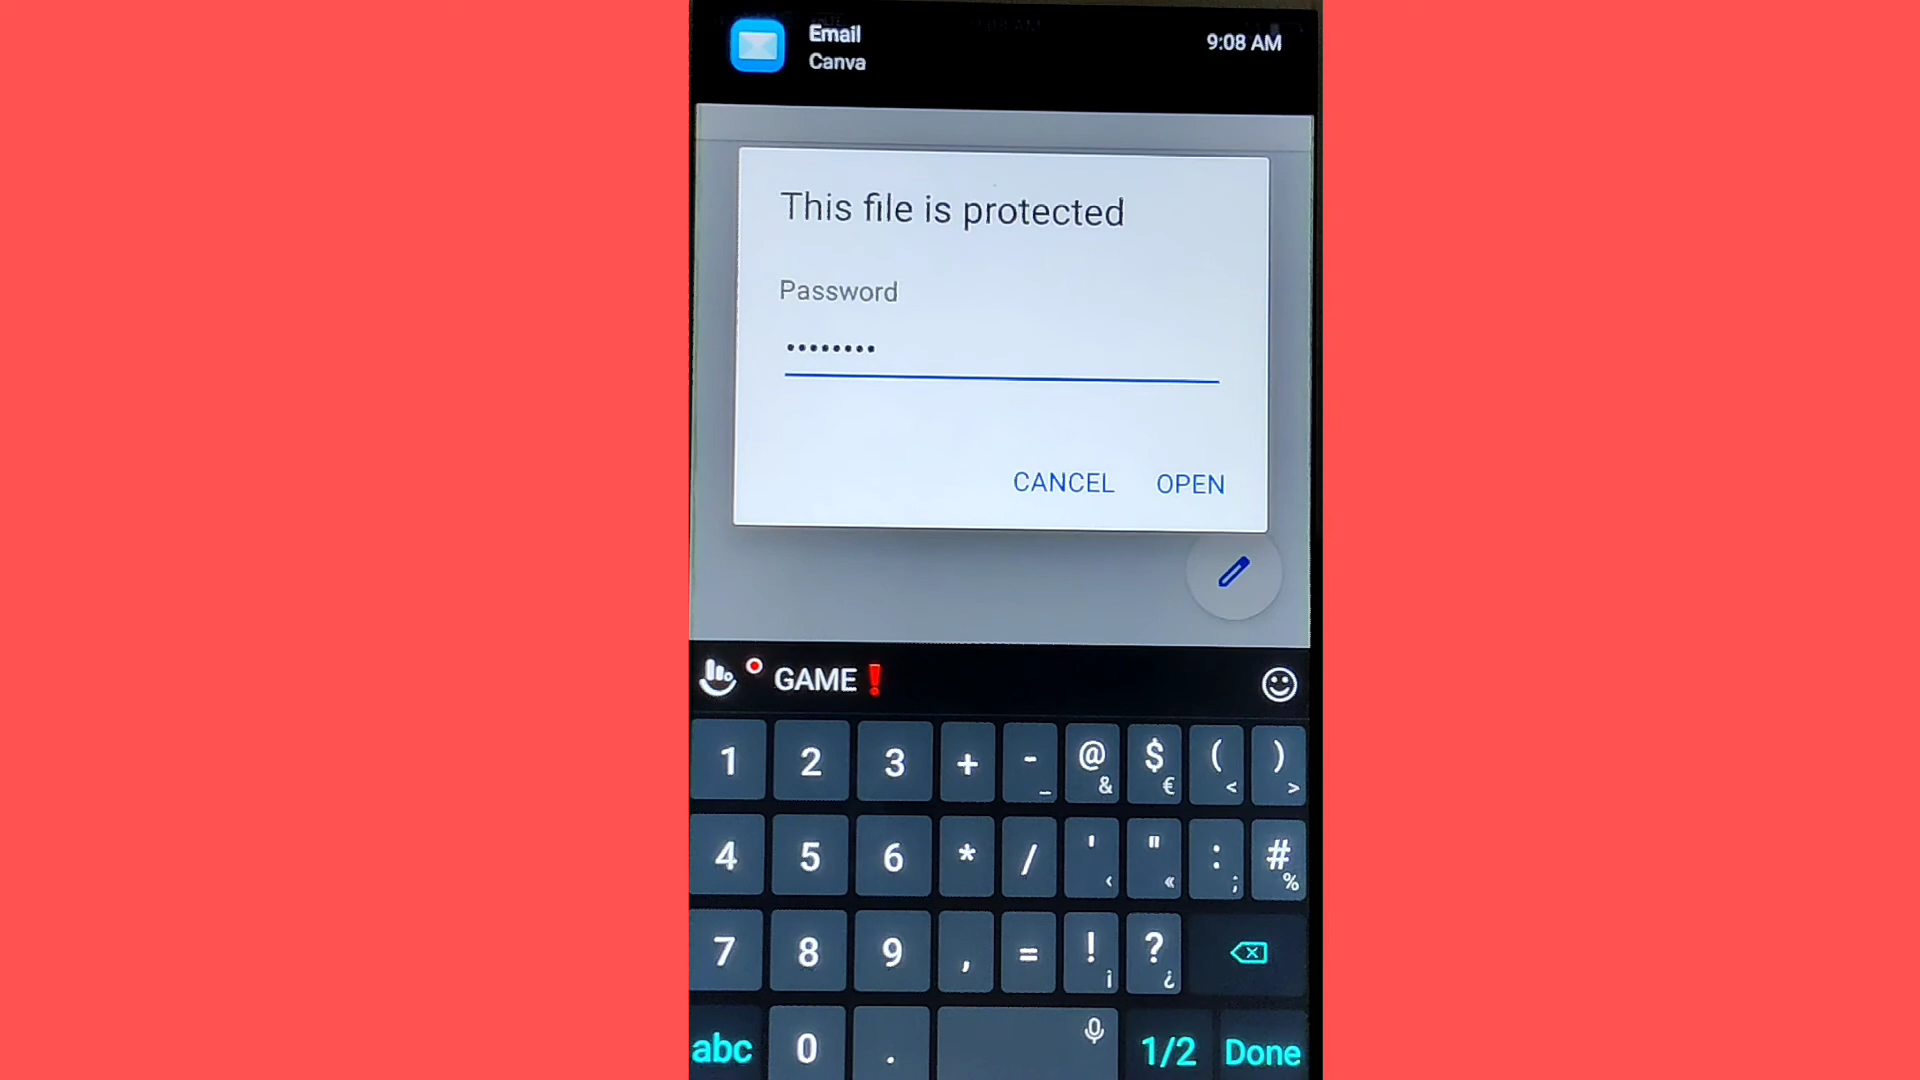 Email
9:08 AM
Canva
This file is protected
Password
••••••••
CANCEL OPEN
GAME❗
1 2 3 + - _ @ & $ € ( < ) >
4 5 6 * / ' ‹ " « : ; # %
7 8 9 , = ! ¡ ? ¿
abc 0 . 1/2 Done